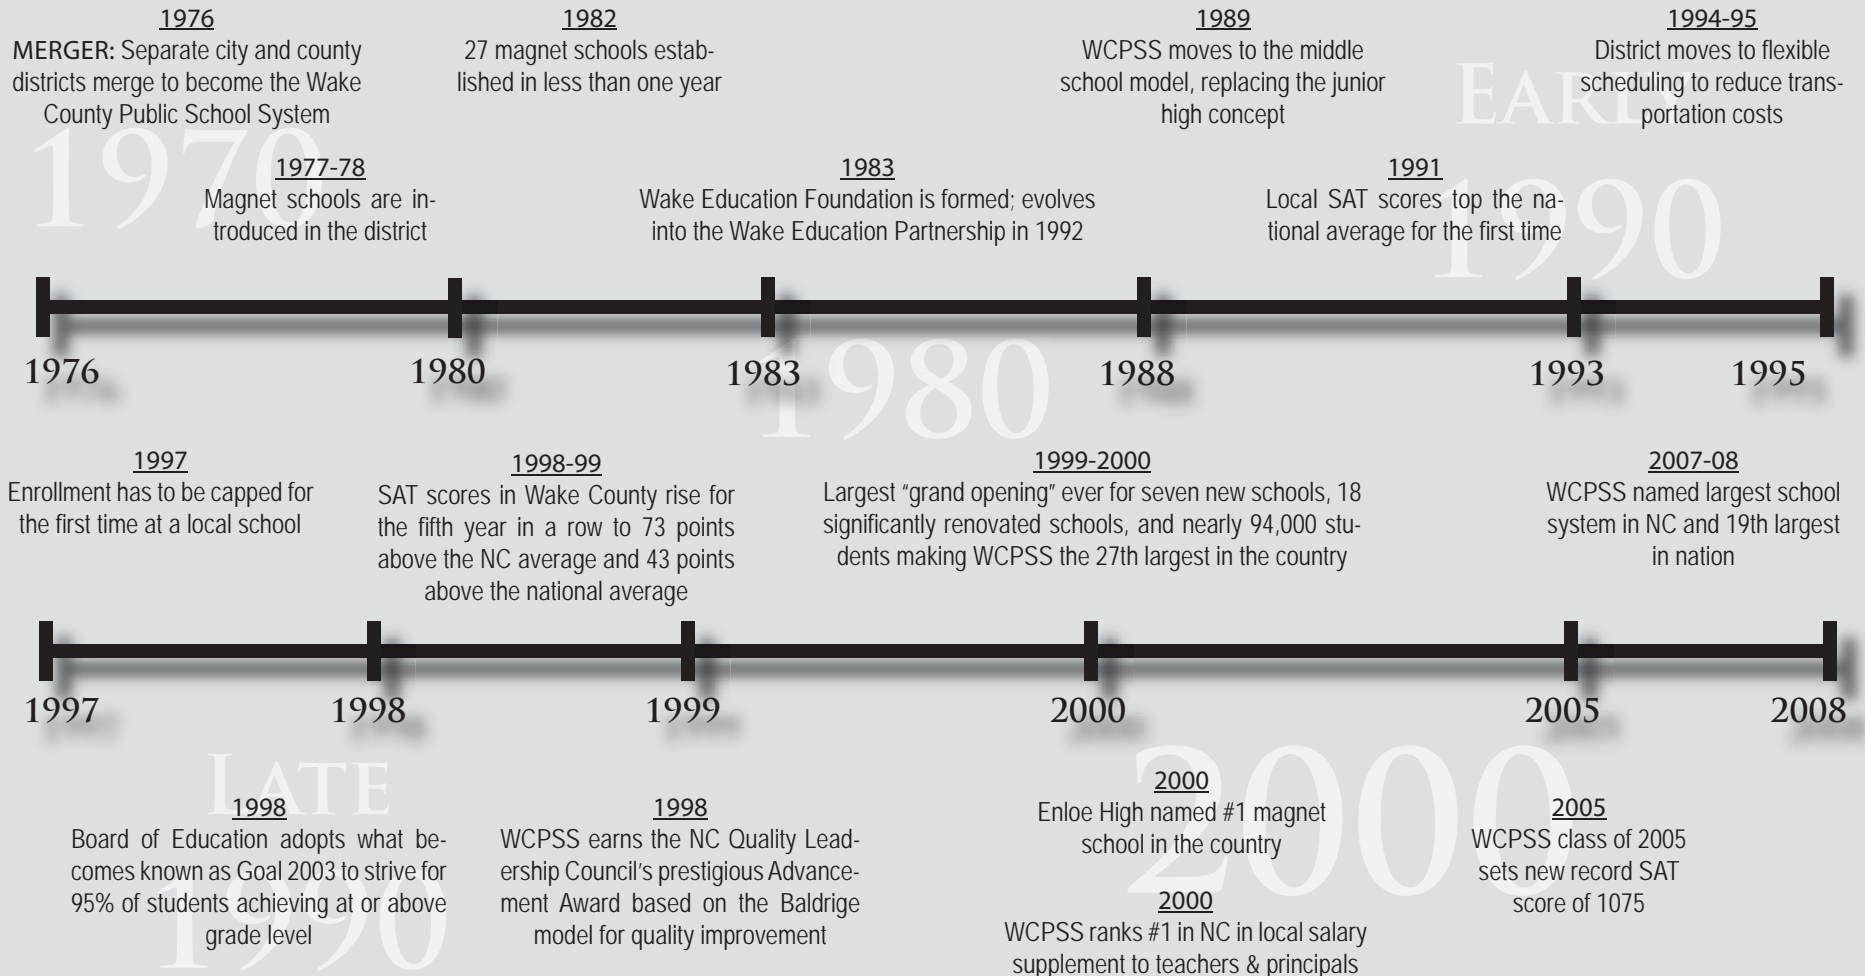 1976
MERGER: Separate city and county
districts merge to become the Wake
County Public School System
1982
27 magnet schools estab-
lished in less than one year
1989
WCPSS moves to the middle
school model, replacing the junior
high concept
1994-95
District moves to flexible
scheduling to reduce trans-
portation costs
1970
EARLY
1990
1977-78
Magnet schools are in-
troduced in the district
1983
Wake Education Foundation is formed; evolves
into the Wake Education Partnership in 1992
1991
Local SAT scores top the na-
tional average for the first time
1976 1980 1983 1988 1993 1995
1980
1997
Enrollment has to be capped for
the first time at a local school
1998-99
SAT scores in Wake County rise for
the fifth year in a row to 73 points
above the NC average and 43 points
above the national average
1999-2000
Largest “grand opening” ever for seven new schools, 18
significantly renovated schools, and nearly 94,000 stu-
dents making WCPSS the 27th largest in the country
2007-08
WCPSS named largest school
system in NC and 19th largest
in nation
1997 1998 1999 2000 2005 2008
LATE
1990
2000
1998
Board of Education adopts what be-
comes known as Goal 2003 to strive for
95% of students achieving at or above
grade level
1998
WCPSS earns the NC Quality Lead-
ership Council’s prestigious Advance-
ment Award based on the Baldrige
model for quality improvement
2000
Enloe High named #1 magnet
school in the country
2000
WCPSS ranks #1 in NC in local salary
supplement to teachers & principals
2005
WCPSS class of 2005
sets new record SAT
score of 1075